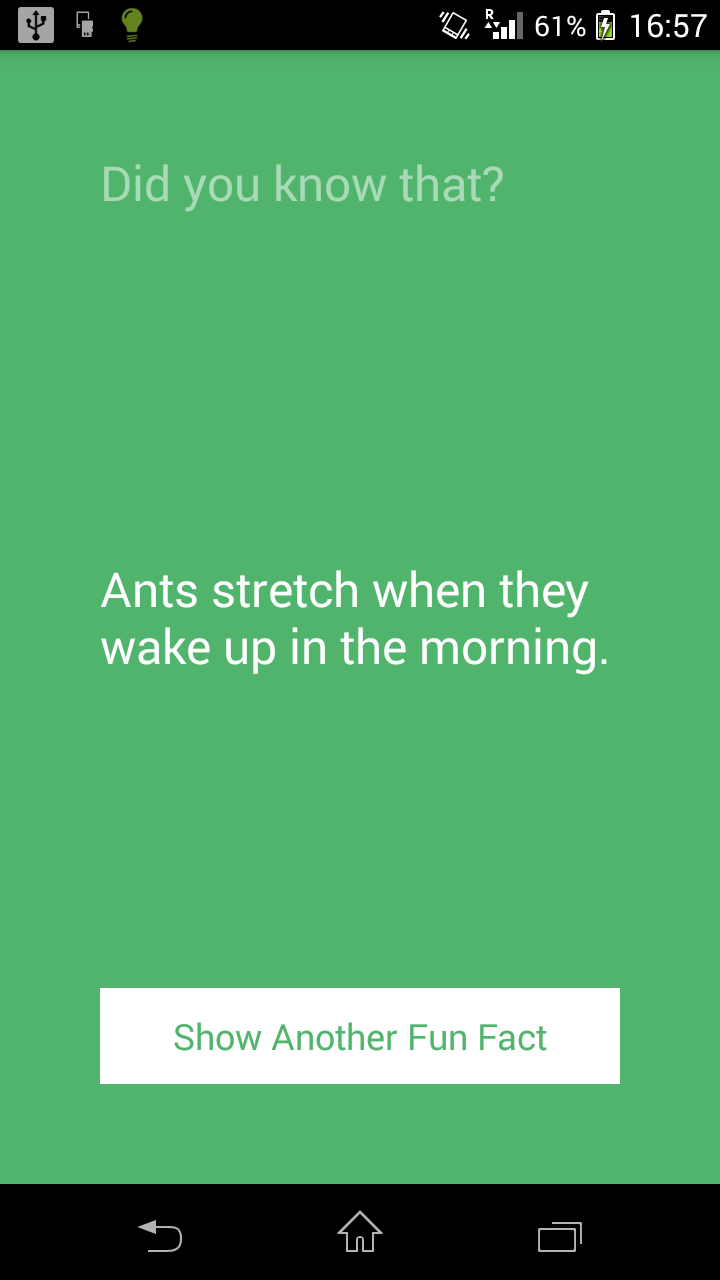 R
61%
16:57
Did you know that?
Ants stretch when they
wake up in the morning.
Show Another Fun Fact